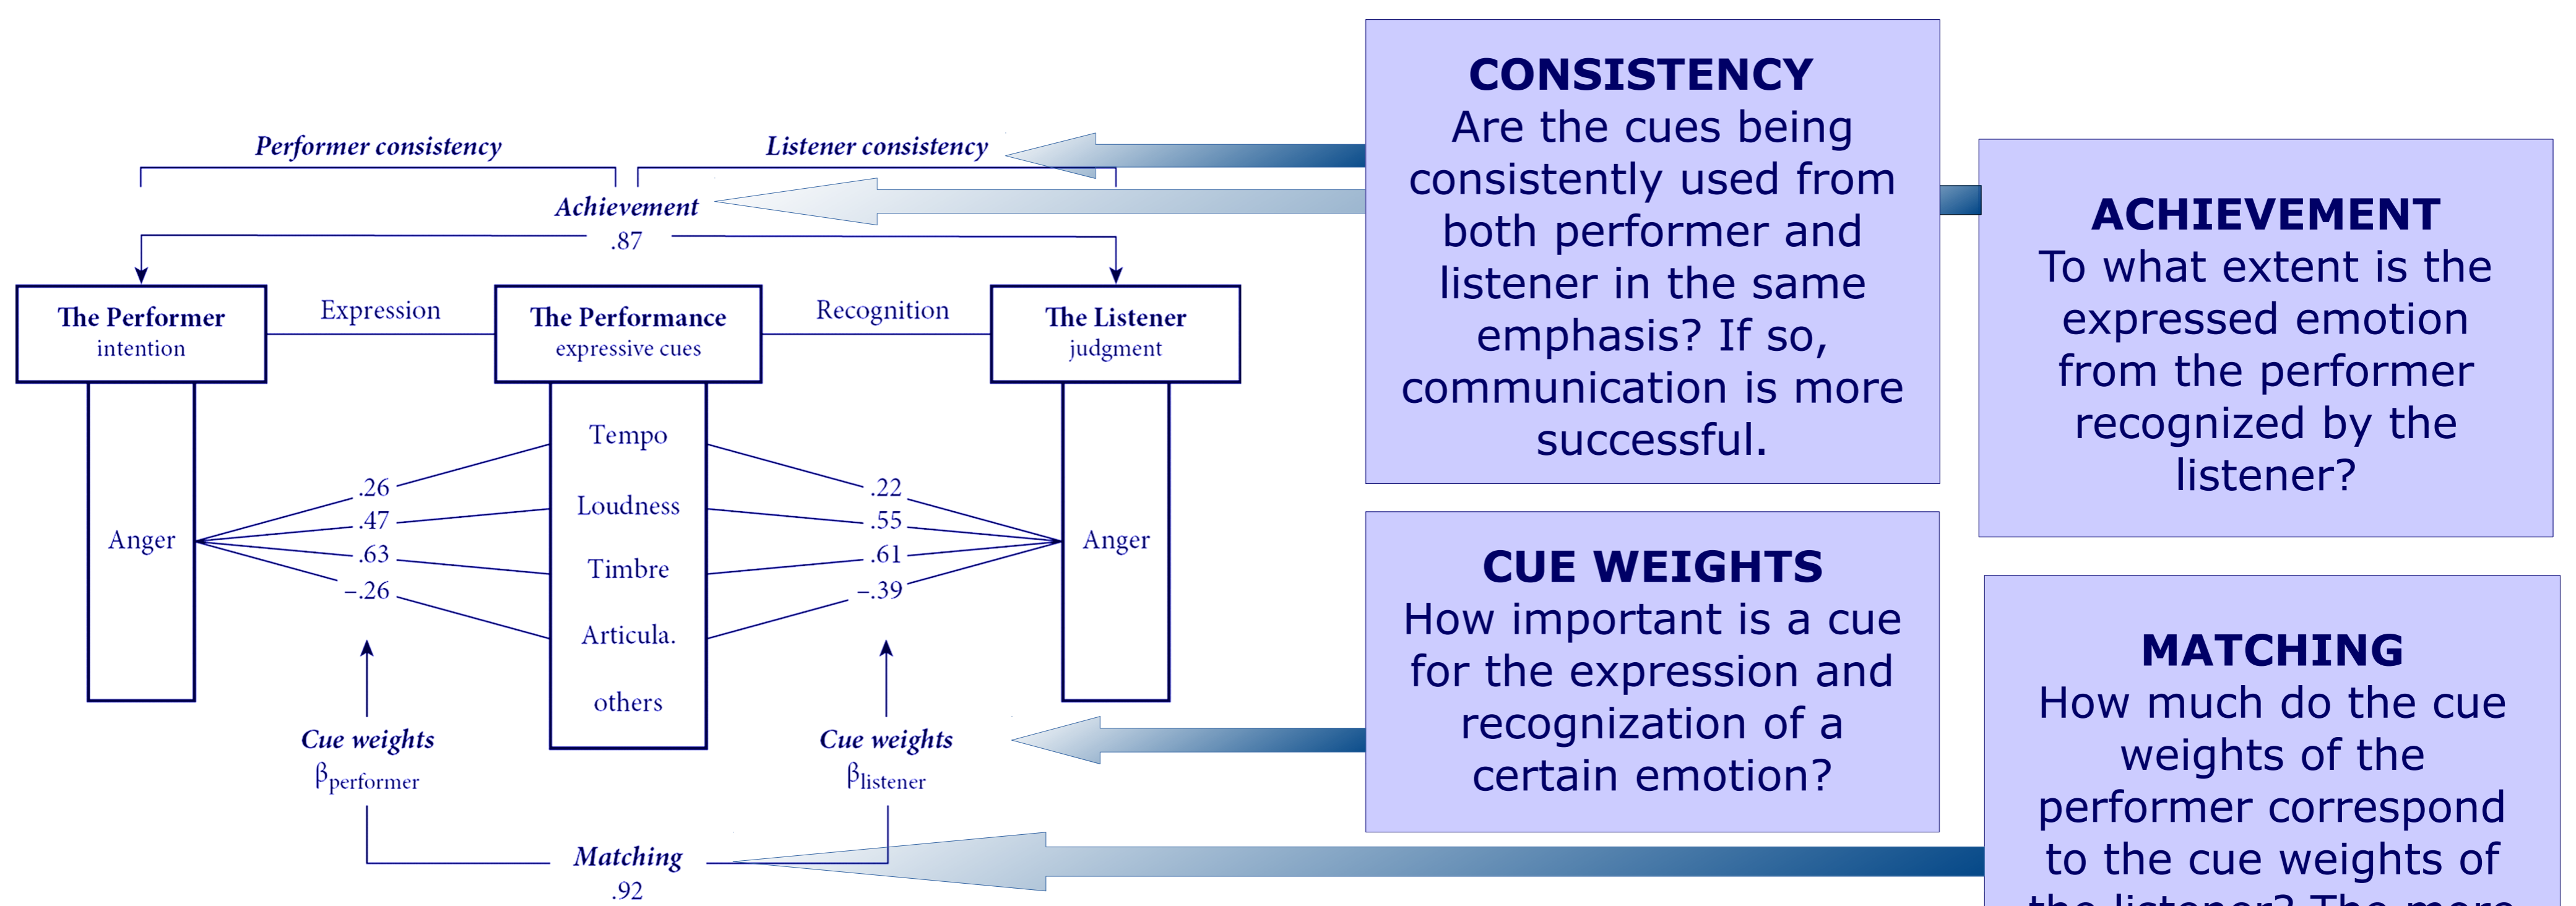 Performer consistency
Listener consistency
Achievement
.87
The Performer
intention
Expression
The Performance
expressive cues
Recognition
The Listener
judgment
Anger
.26
.47
.63
–.26
Tempo
Loudness
Timbre
Articula.
others
.22
.55
.61
–.39
Anger
Cue weights
βperformer
Cue weights
βlistener
Matching
.92
CONSISTENCY
Are the cues being
consistently used from
both performer and
listener in the same
emphasis? If so,
communication is more
successful.
ACHIEVEMENT
To what extent is the
expressed emotion
from the performer
recognized by the
listener?
CUE WEIGHTS
How important is a cue
for the expression and
recognization of a
certain emotion?
MATCHING
How much do the cue
weights of the
performer correspond
to the cue weights of
the listener? The more